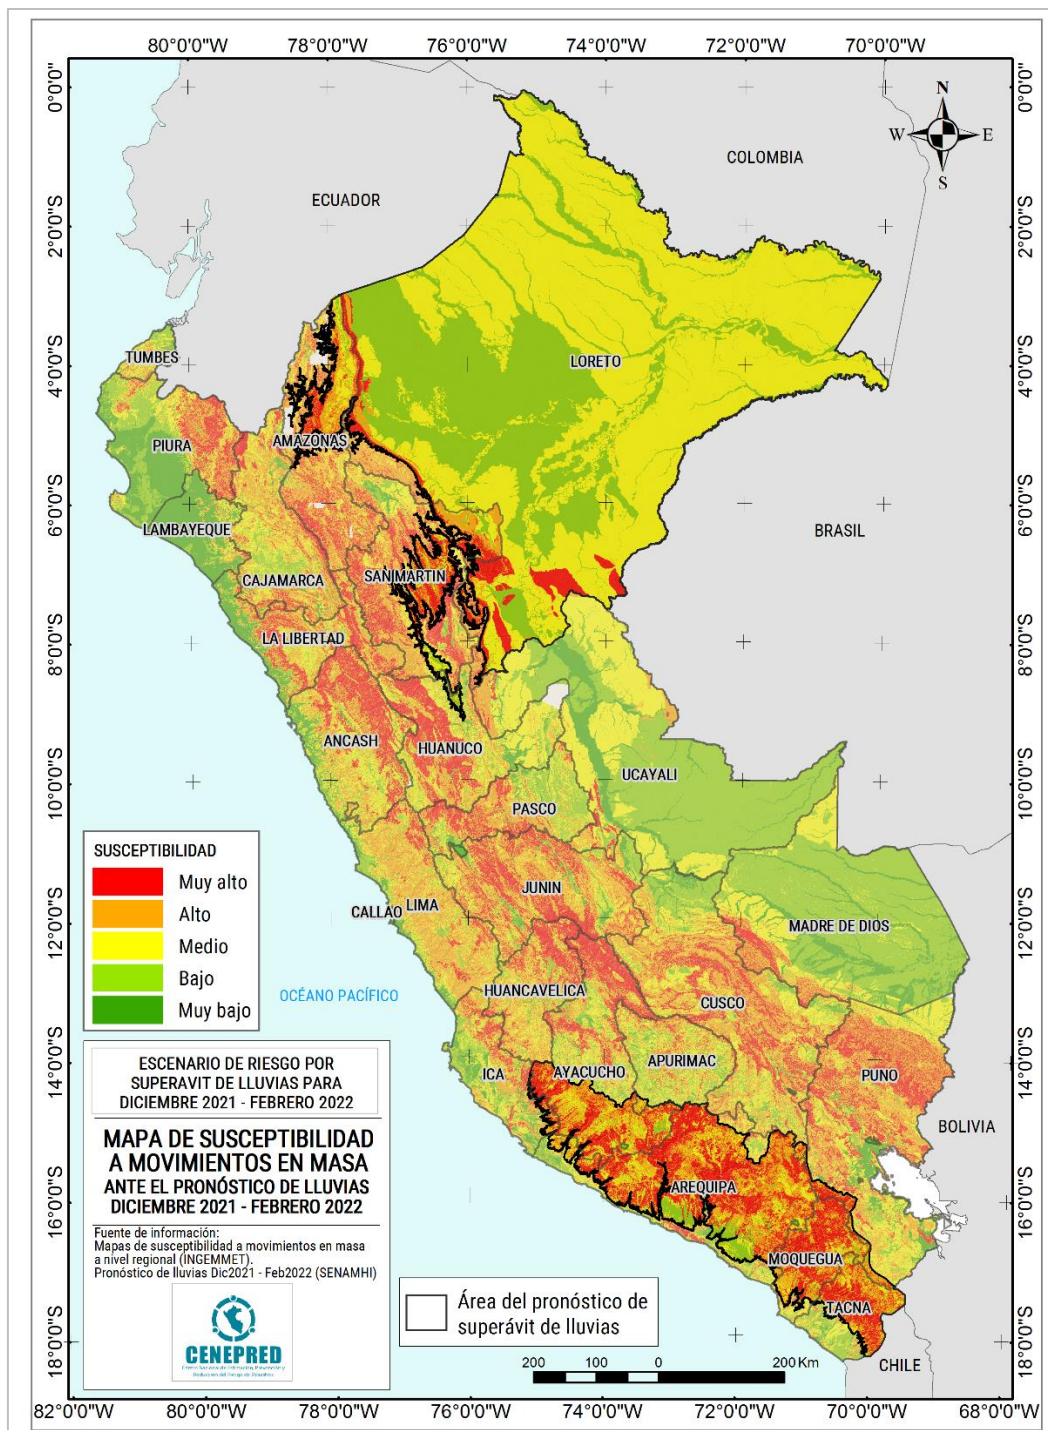 80°0'0"W 78°0'0"W 76°0'0"W 74°0'0"W 72°0'0"W 70°0'0"W
0°0'0"
2°0'0"S
4°0'0"S
6°0'0"S
8°0'0"S
10°0'0"S
12°0'0"S
14°0'0"S
16°0'0"S
18°0'0"S
N
W E
S
COLOMBIA
ECUADOR
TUMBES
LORETO
PIURA
AMAZONAS
LAMBAYEQUE
BRASIL
CAJAMARCA
SAN MARTIN
LA LIBERTAD
ANCASH
HUANUCO
UCAYALI
PASCO
JUNIN
CALLAO
LIMA
MADRE DE DIOS
OCÉANO PACÍFICO
HUANCAVELICA
CUSCO
ICA
AYACUCHO
APURIMAC
PUNO
BOLIVIA
AREQUIPA
MOQUEGUA
TACNA
CHILE
SUSCEPTIBILIDAD
Muy alto
Alto
Medio
Bajo
Muy bajo
ESCENARIO DE RIESGO POR
SUPERAVIT DE LLUVIAS PARA
DICIEMBRE 2021 - FEBRERO 2022
MAPA DE SUSCEPTIBILIDAD
A MOVIMIENTOS EN MASA
ANTE EL PRONÓSTICO DE LLUVIAS
DICIEMBRE 2021 - FEBRERO 2022
Fuente de información:
Mapas de susceptibilidad a movimientos en masa
a nivel regional (INGEMMET).
Pronóstico de lluvias Dic2021 - Feb2022 (SENAMHI)
CENEPRED
Centro Nacional de Estimación, Prevención y
Reducción del Riesgo de Desastres
Área del pronóstico de
superávit de lluvias
200 100 0 200 Km
0°0'0"
2°0'0"S
4°0'0"S
6°0'0"S
8°0'0"S
10°0'0"S
12°0'0"S
14°0'0"S
16°0'0"S
18°0'0"S
82°0'0"W 80°0'0"W 78°0'0"W 76°0'0"W 74°0'0"W 72°0'0"W 70°0'0"W 68°0'0"W